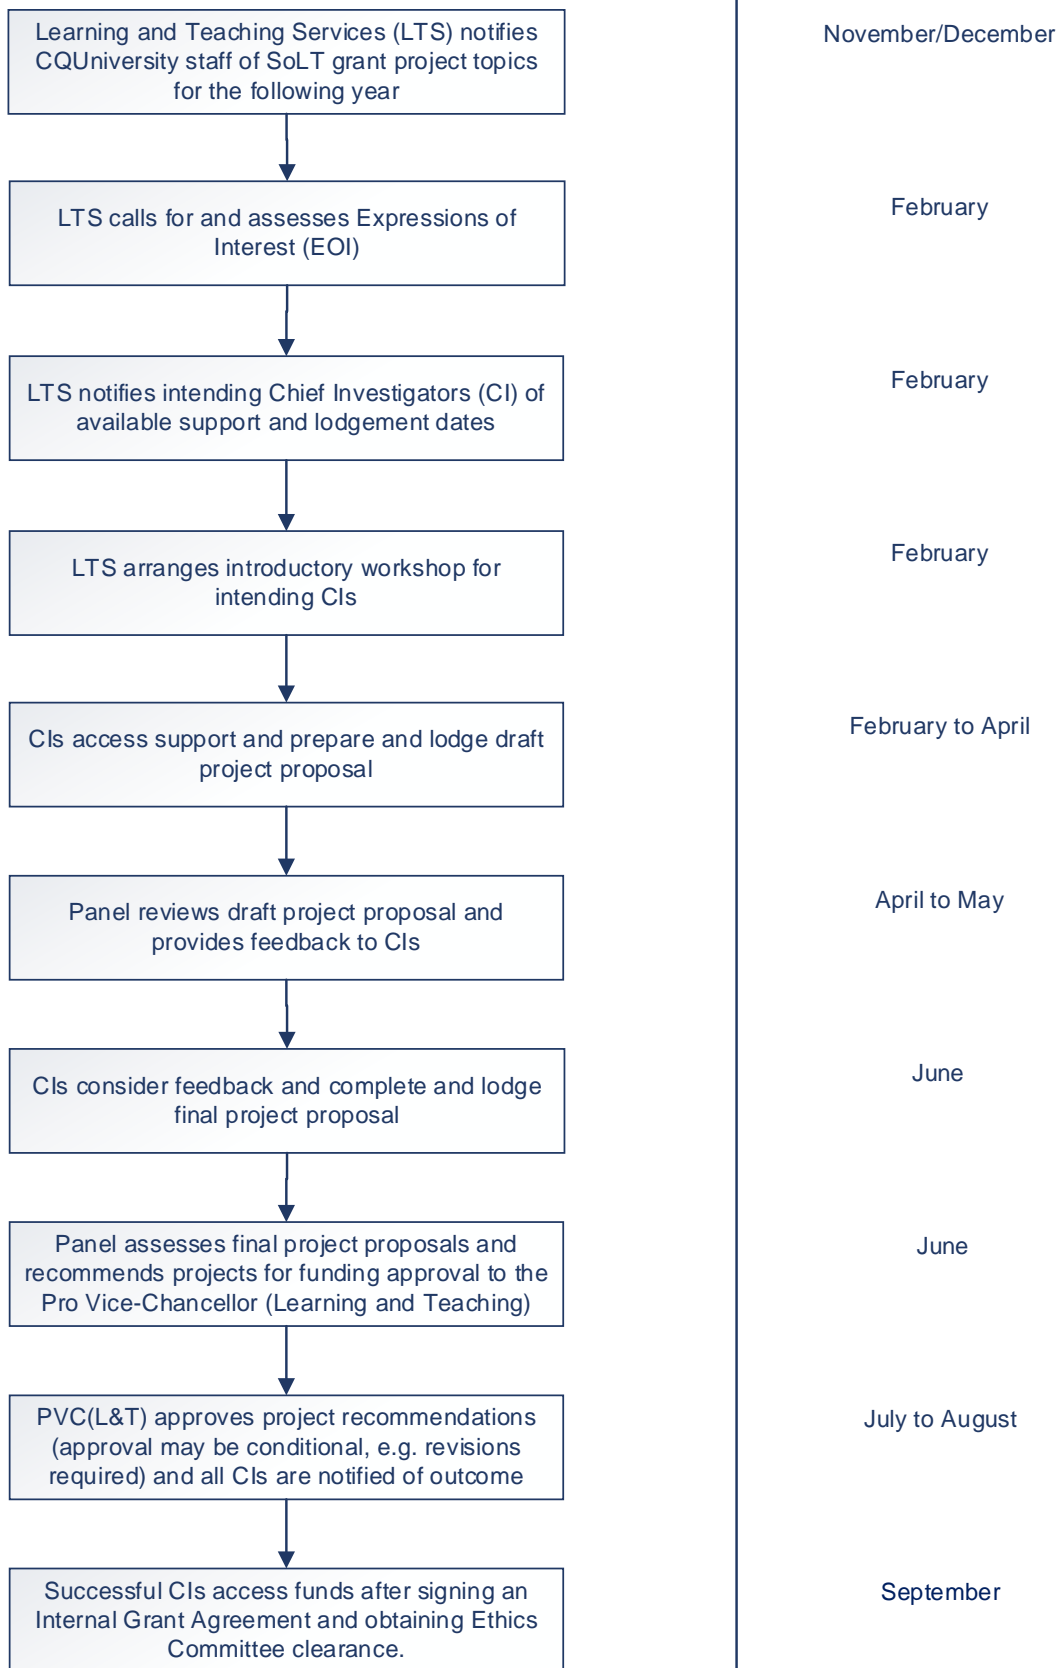 Learning and Teaching Services (LTS) notifies
CQUniversity staff of SoLT grant project topics
for the following year
November/December
LTS calls for and assesses Expressions of
Interest (EOI)
February
LTS notifies intending Chief Investigators (CI) of
available support and lodgement dates
February
LTS arranges introductory workshop for
intending CIs
February
CIs access support and prepare and lodge draft
project proposal
February to April
Panel reviews draft project proposal and
provides feedback to CIs
April to May
CIs consider feedback and complete and lodge
final project proposal
June
Panel assesses final project proposals and
recommends projects for funding approval to the
Pro Vice-Chancellor (Learning and Teaching)
June
PVC(L&T) approves project recommendations
(approval may be conditional, e.g. revisions
required) and all CIs are notified of outcome
July to August
Successful CIs access funds after signing an
Internal Grant Agreement and obtaining Ethics
Committee clearance.
September